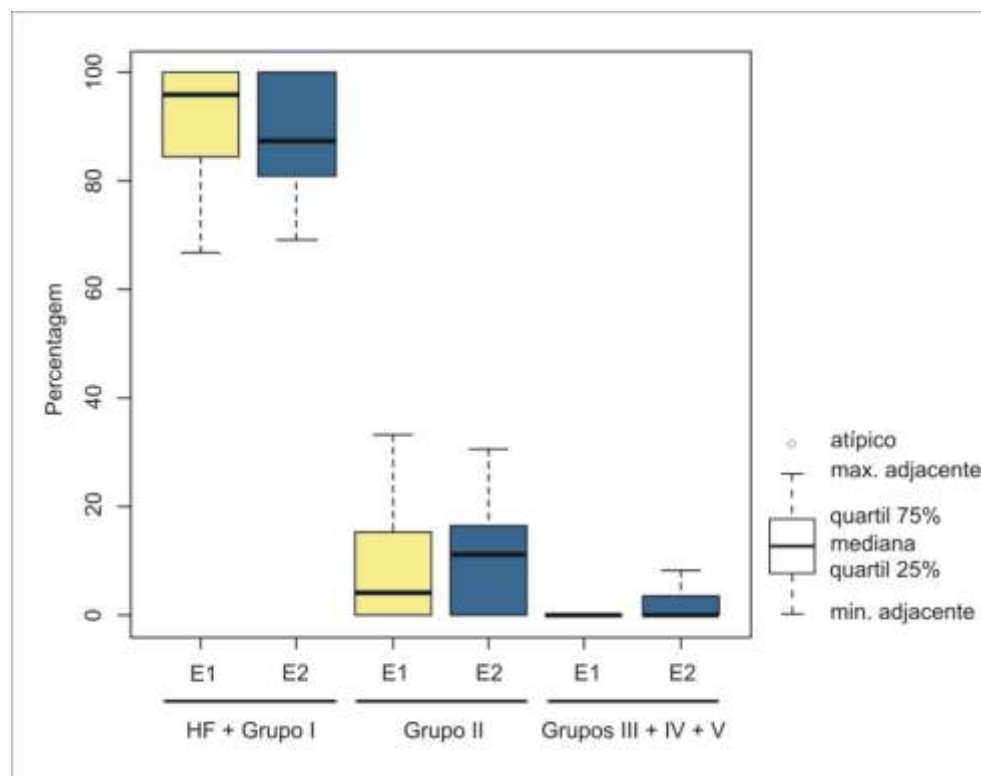 Percentagem
100
80
60
40
20
0
E1 E2 E1 E2 E1 E2
HF + Grupo I Grupo II Grupos III + IV + V
atípico
max. adjacente
quartil 75%
mediana
quartil 25%
min. adjacente